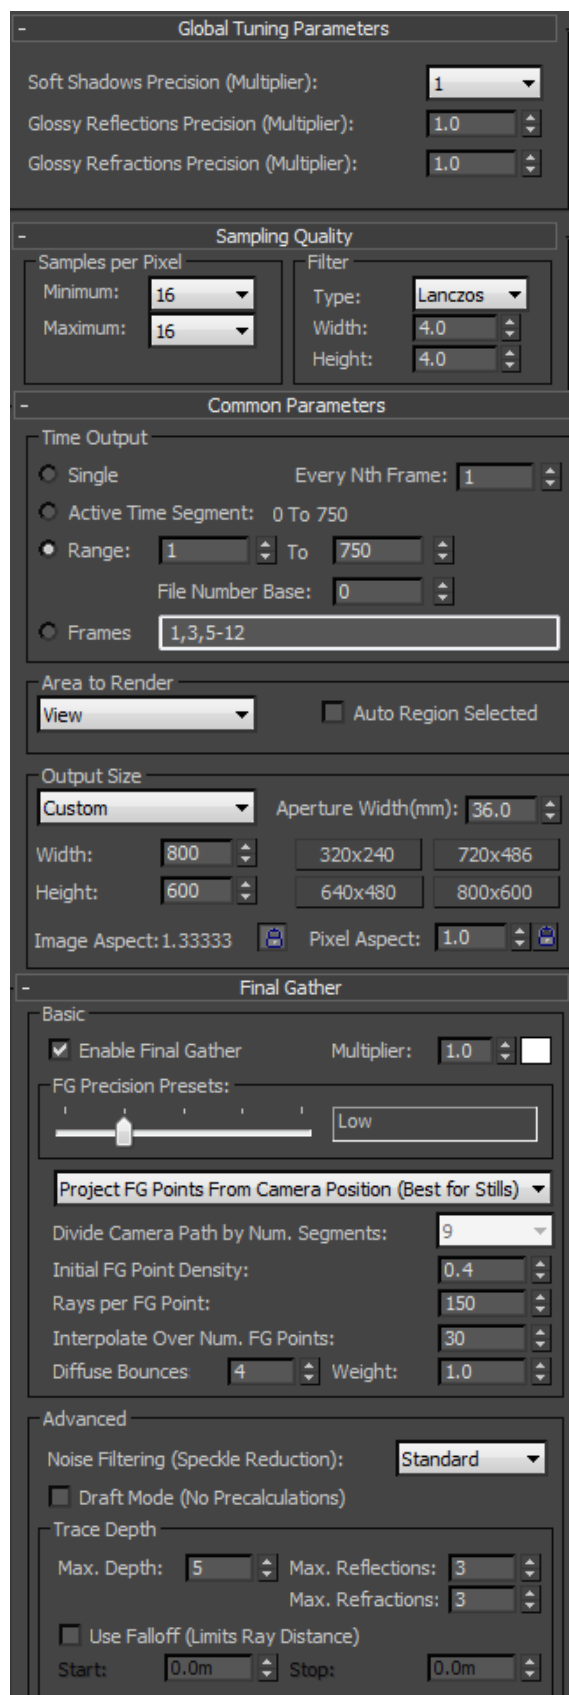 - Global Tuning Parameters
Soft Shadows Precision (Multiplier): 1
Glossy Reflections Precision (Multiplier): 1.0
Glossy Refractions Precision (Multiplier): 1.0
- Sampling Quality
Samples per Pixel
Minimum: 16
Maximum: 16
Filter
Type: Lanczos
Width: 4.0
Height: 4.0
- Common Parameters
Time Output
Single Every Nth Frame: 1
Active Time Segment: 0 To 750
Range: 1 To 750
File Number Base: 0
Frames 1,3,5-12
Area to Render
View Auto Region Selected
Output Size
Custom Aperture Width(mm): 36.0
Width: 800 320x240 720x486
Height: 600 640x480 800x600
Image Aspect:1.33333 Pixel Aspect: 1.0
- Final Gather
Basic
Enable Final Gather Multiplier: 1.0
FG Precision Presets:
Low
Project FG Points From Camera Position (Best for Stills)
Divide Camera Path by Num. Segments: 9
Initial FG Point Density: 0.4
Rays per FG Point: 150
Interpolate Over Num. FG Points: 30
Diffuse Bounces 4 Weight: 1.0
Advanced
Noise Filtering (Speckle Reduction): Standard
Draft Mode (No Precalculations)
Trace Depth
Max. Depth: 5 Max. Reflections: 3
Max. Refractions: 3
Use Falloff (Limits Ray Distance)
Start: 0.0m Stop: 0.0m